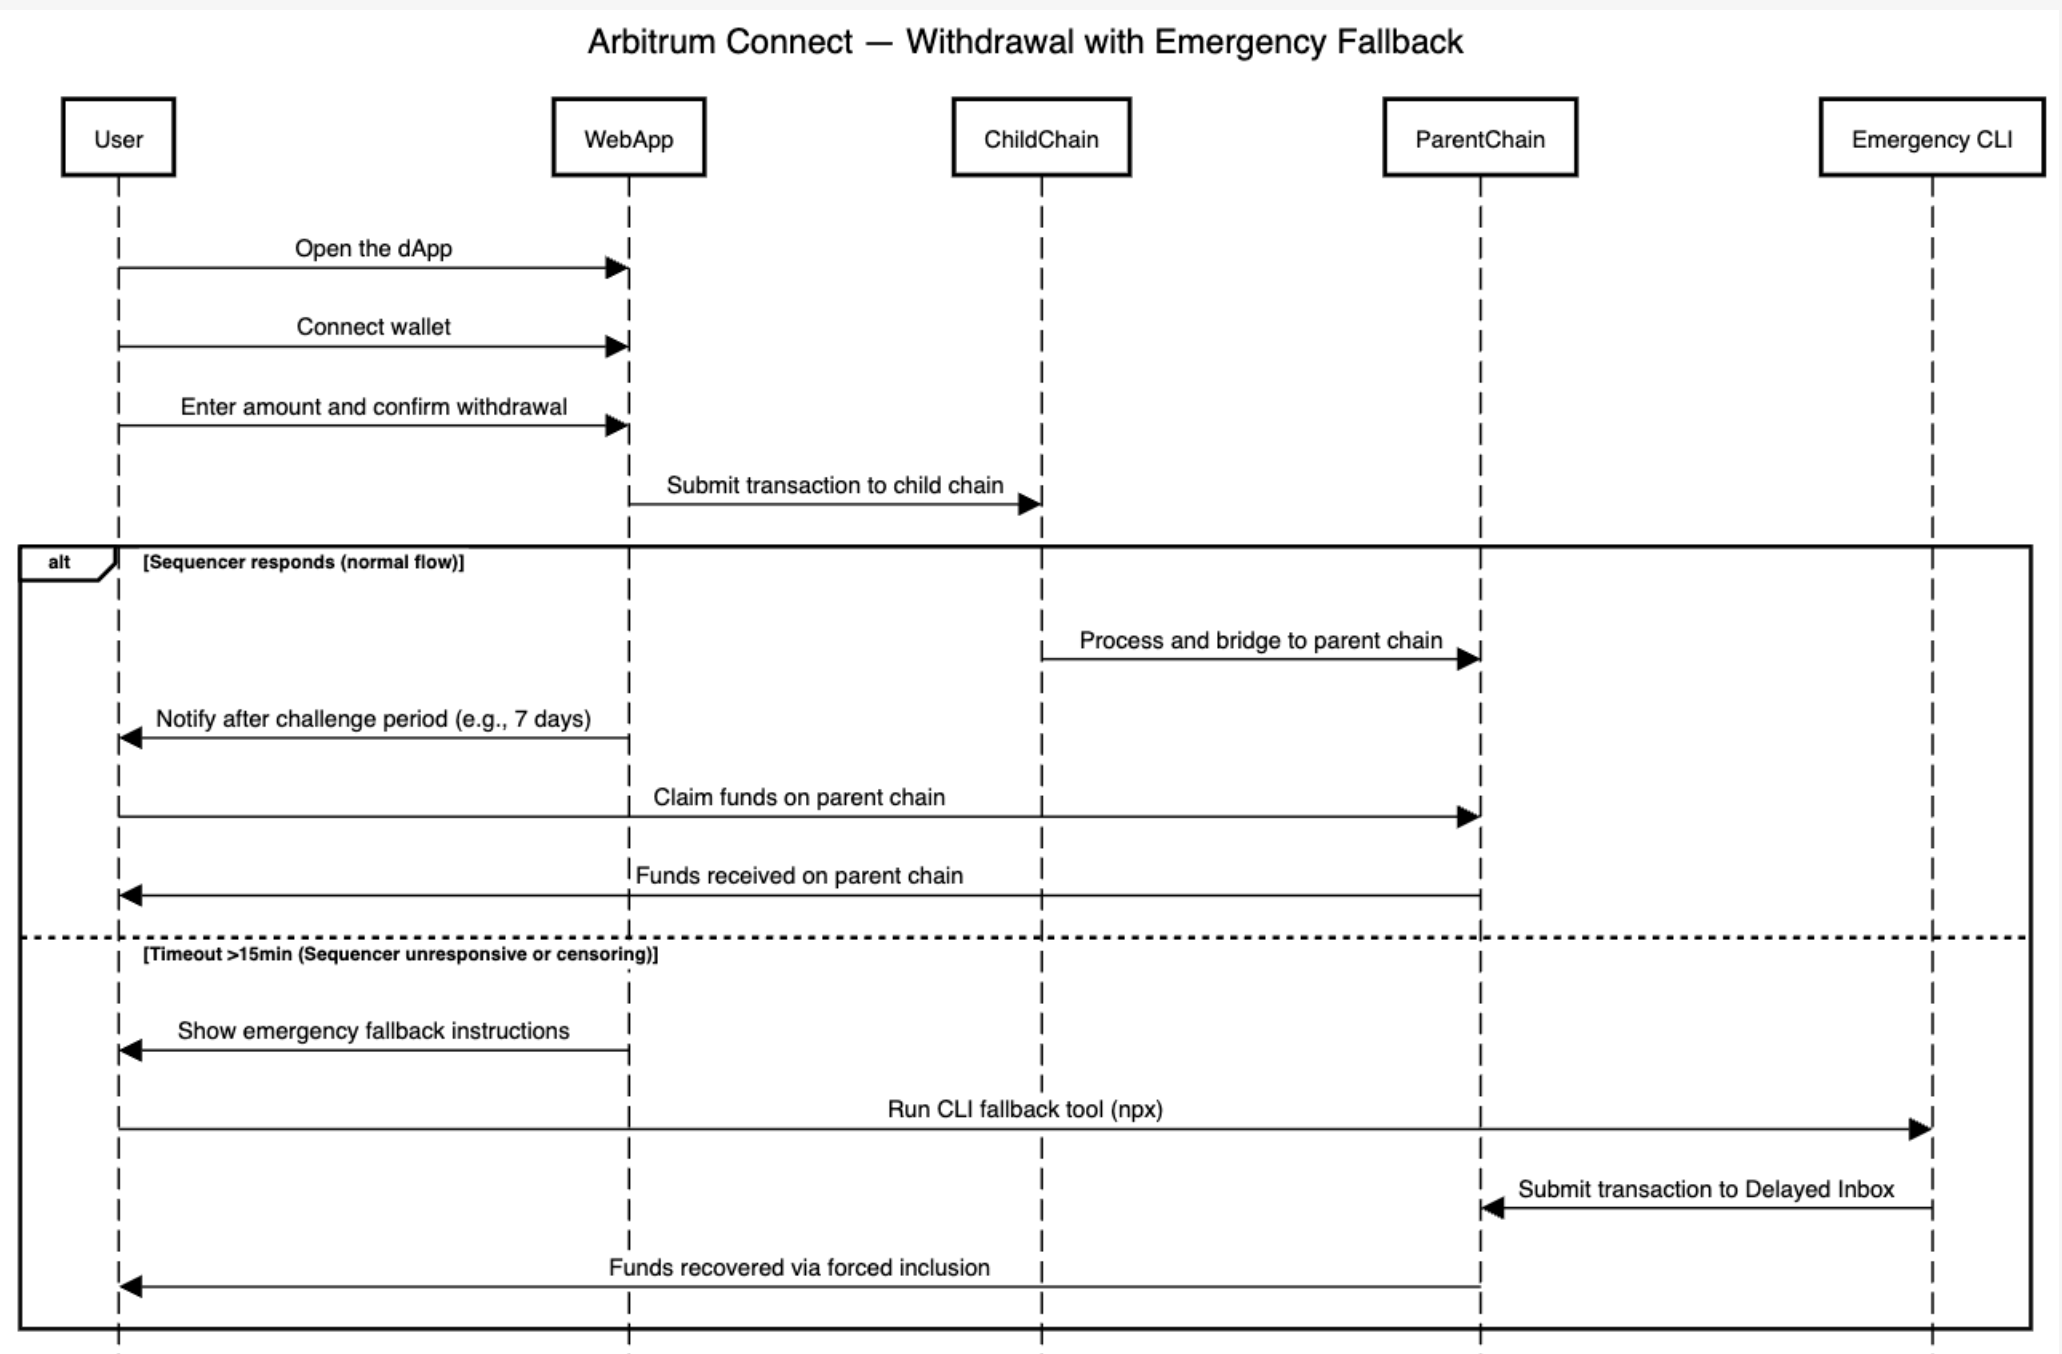 Arbitrum Connect — Withdrawal with Emergency Fallback
User
WebApp
ChildChain
ParentChain
Emergency CLI
Open the dApp
Connect wallet
Enter amount and confirm withdrawal
Submit transaction to child chain
alt
[Sequencer responds (normal flow)]
Process and bridge to parent chain
Notify after challenge period (e.g., 7 days)
Claim funds on parent chain
Funds received on parent chain
[Timeout >15min (Sequencer unresponsive or censoring)]
Show emergency fallback instructions
Run CLI fallback tool (npx)
Submit transaction to Delayed Inbox
Funds recovered via forced inclusion